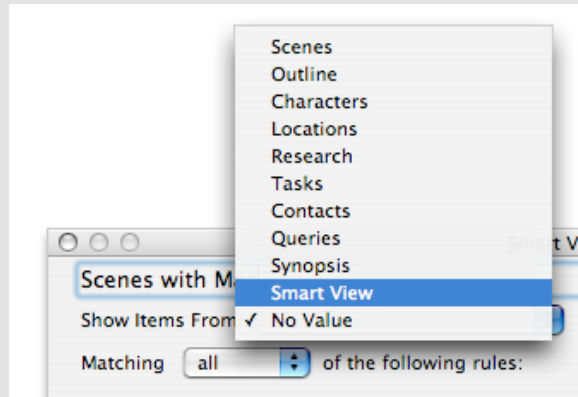 Scenes
Outline
Characters
Locations
Research
Tasks
Contacts
Queries
Synopsis
Smart View
✓ No Value
Scenes with Ma
Show Items From
Matching all of the following rules: